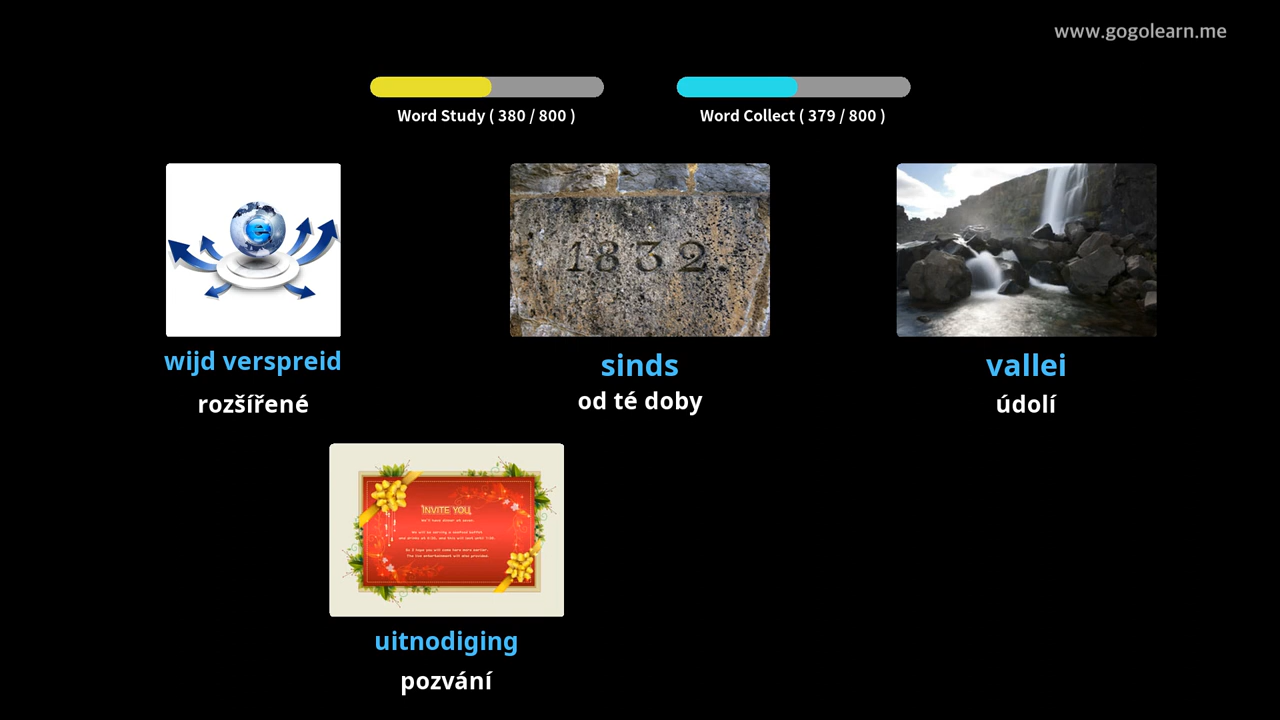 www.gogolearn.me
Word Study ( 380 / 800 )
Word Collect ( 379 / 800 )
e
1832.
wijd verspreid
sinds
vallei
rozšířené
od té doby
údolí
INVITE YOU
uitnodiging
pozvání